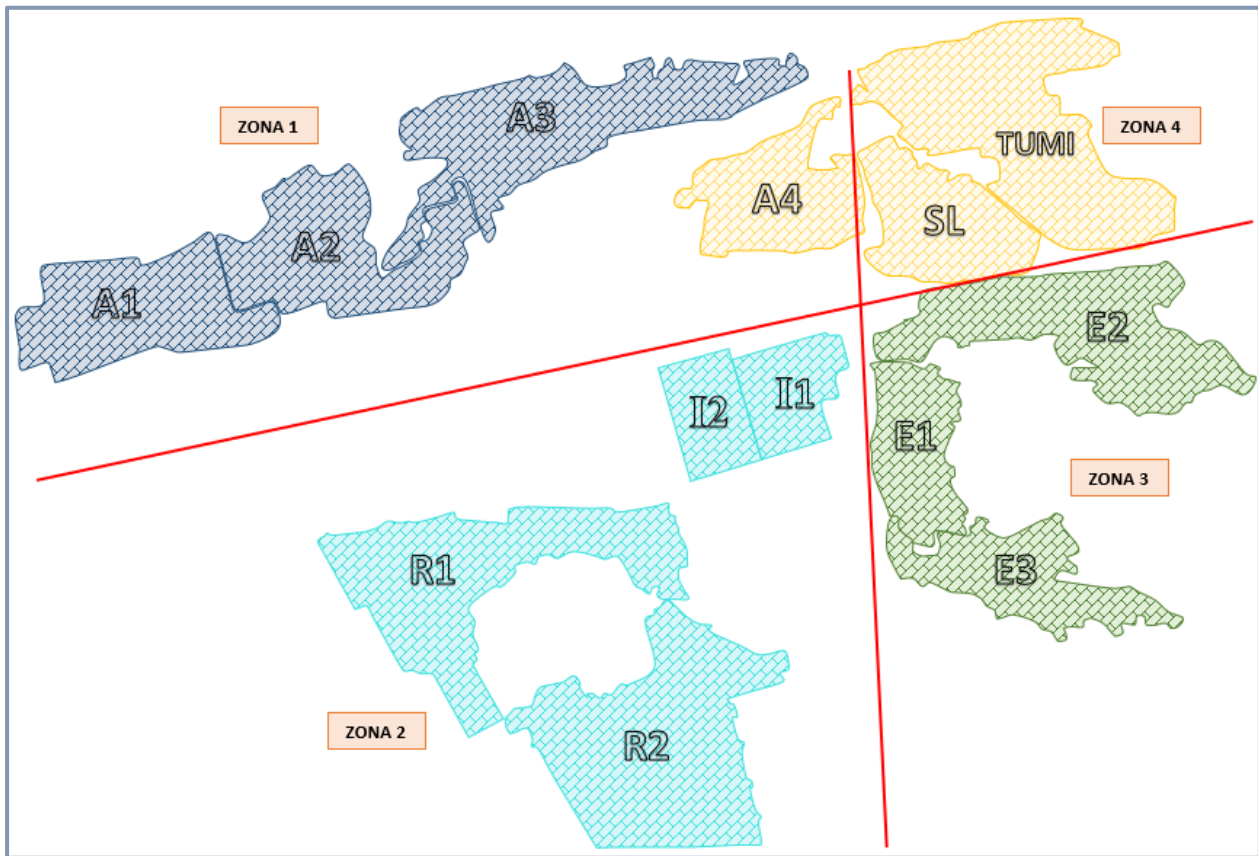 ZONA 1
A3
A2
A1
ZONA 4
TUMI
A4
SL
E2
I1
I2
E1
ZONA 3
E3
R1
ZONA 2
R2